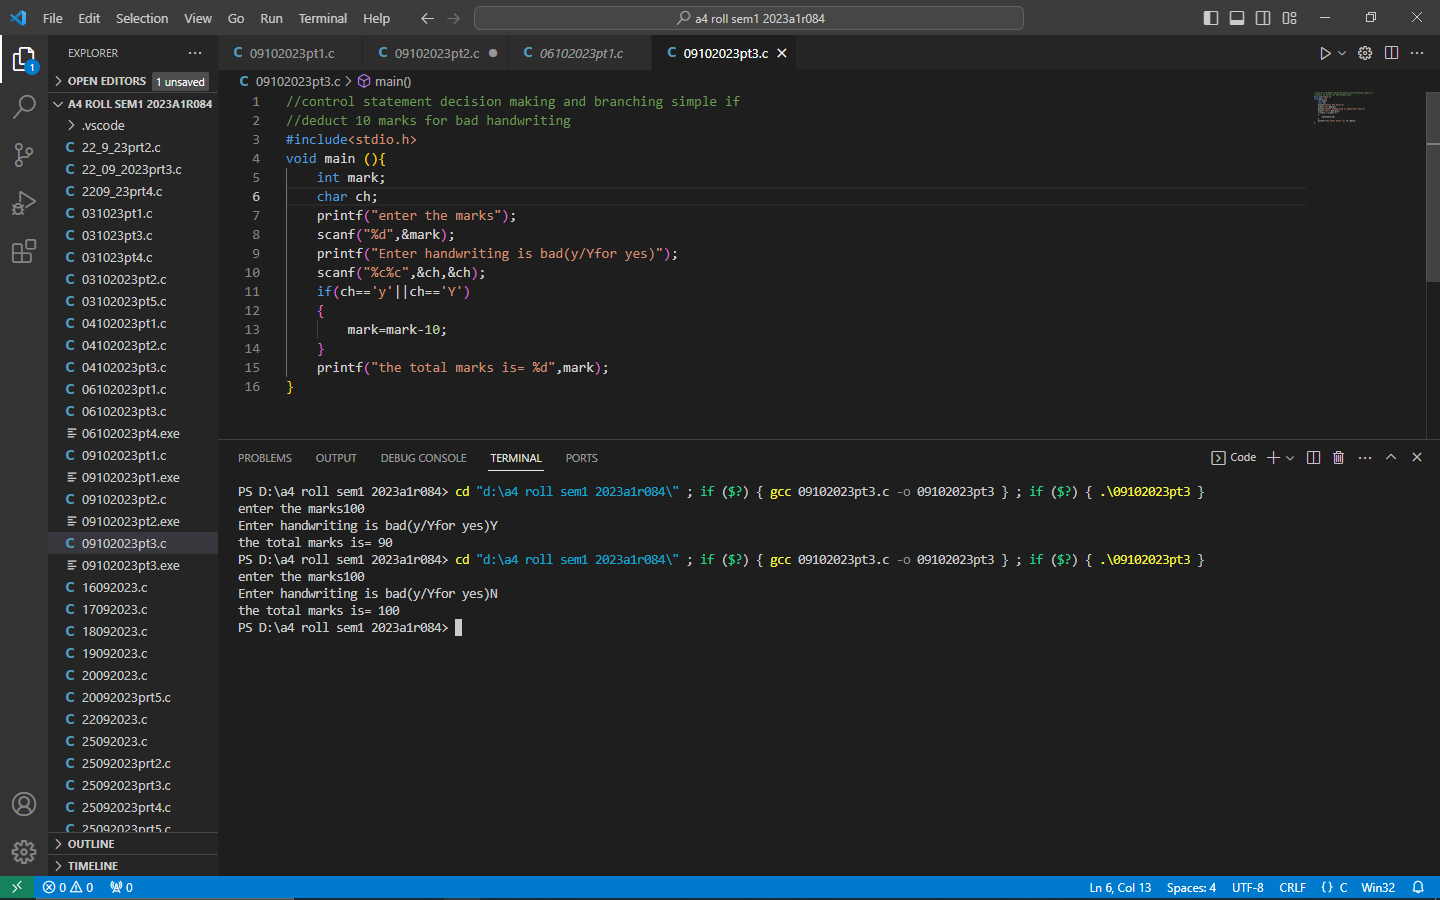 File Edit Selection View Go Run Terminal Help a4 roll sem1 2023a1r084
EXPLORER
OPEN EDITORS 1 unsaved
A4 ROLL SEM1 2023A1R084
.vscode
C 22_9_23prt2.c
C 22_09_2023prt3.c
C 2209_23prt4.c
C 031023pt1.c
C 031023pt3.c
C 031023pt4.c
C 03102023pt2.c
C 03102023pt5.c
C 04102023pt1.c
C 04102023pt2.c
C 04102023pt3.c
C 06102023pt1.c
C 06102023pt3.c
06102023pt4.exe
C 09102023pt1.c
09102023pt1.exe
C 09102023pt2.c
09102023pt2.exe
C 09102023pt3.c
09102023pt3.exe
C 16092023.c
C 17092023.c
C 18092023.c
C 19092023.c
C 20092023.c
C 20092023prt5.c
C 22092023.c
C 25092023.c
C 25092023prt2.c
C 25092023prt3.c
C 25092023prt4.c
C 25092023prt5.c
OUTLINE
TIMELINE
1
C 09102023pt1.c C 09102023pt2.c C 06102023pt1.c C 09102023pt3.c
C 09102023pt3.c > main()
1 //control statement decision making and branching simple if
2 //deduct 10 marks for bad handwriting
3 #include<stdio.h>
4 void main (){
5 int mark;
6 char ch;
7 printf("enter the marks");
8 scanf("%d",&mark);
9 printf("Enter handwriting is bad(y/Yfor yes)");
10 scanf("%c%c",&ch,&ch);
11 if(ch=='y'||ch=='Y')
12 {
13 mark=mark-10;
14 }
15 printf("the total marks is= %d",mark);
16 }
PROBLEMS OUTPUT DEBUG CONSOLE TERMINAL PORTS Code
PS D:\a4 roll sem1 2023a1r084> cd "d:\a4 roll sem1 2023a1r084\" ; if ($?) { gcc 09102023pt3.c -o 09102023pt3 } ; if ($?) { .\09102023pt3 }
enter the marks100
Enter handwriting is bad(y/Yfor yes)Y
the total marks is= 90
PS D:\a4 roll sem1 2023a1r084> cd "d:\a4 roll sem1 2023a1r084\" ; if ($?) { gcc 09102023pt3.c -o 09102023pt3 } ; if ($?) { .\09102023pt3 }
enter the marks100
Enter handwriting is bad(y/Yfor yes)N
the total marks is= 100
PS D:\a4 roll sem1 2023a1r084>
0 0 0 Ln 6, Col 13 Spaces: 4 UTF-8 CRLF {} C Win32